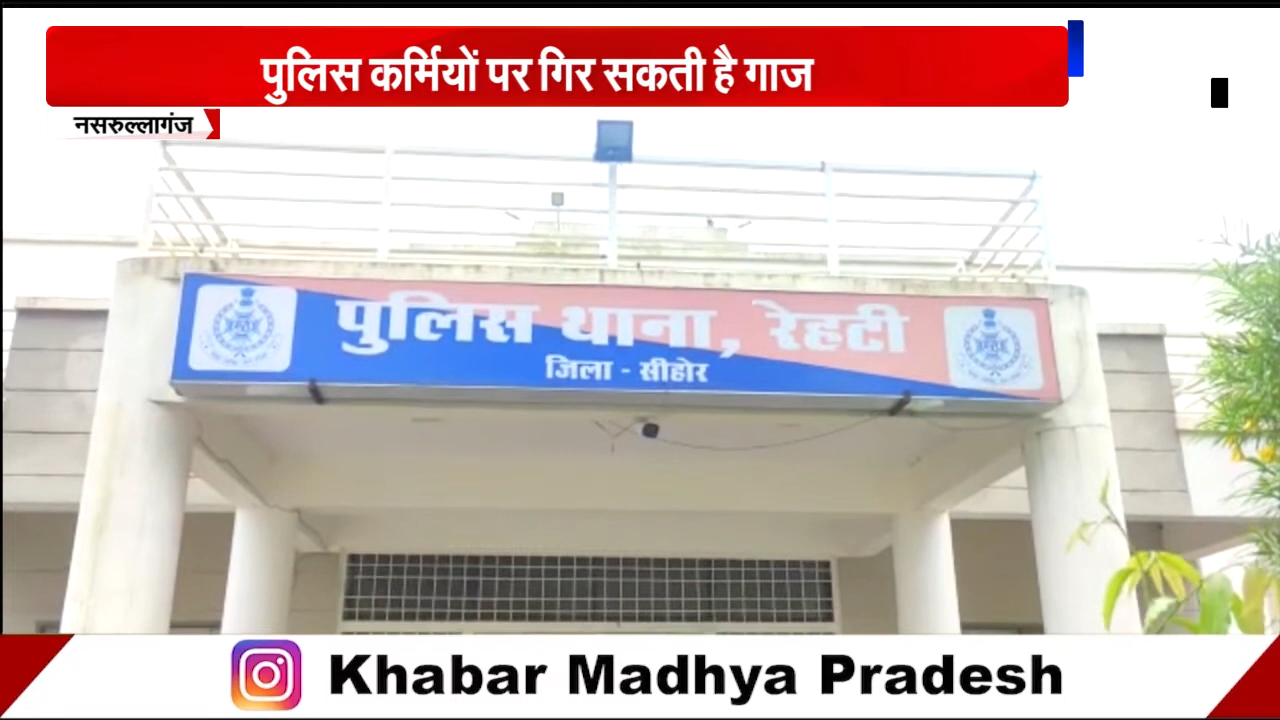 पुलिस कर्मियों पर गिर सकती है गाज
नसरुल्लागंज
पुलिस थाना, रेहटी
जिला - सीहोर
Khabar Madhya Pradesh